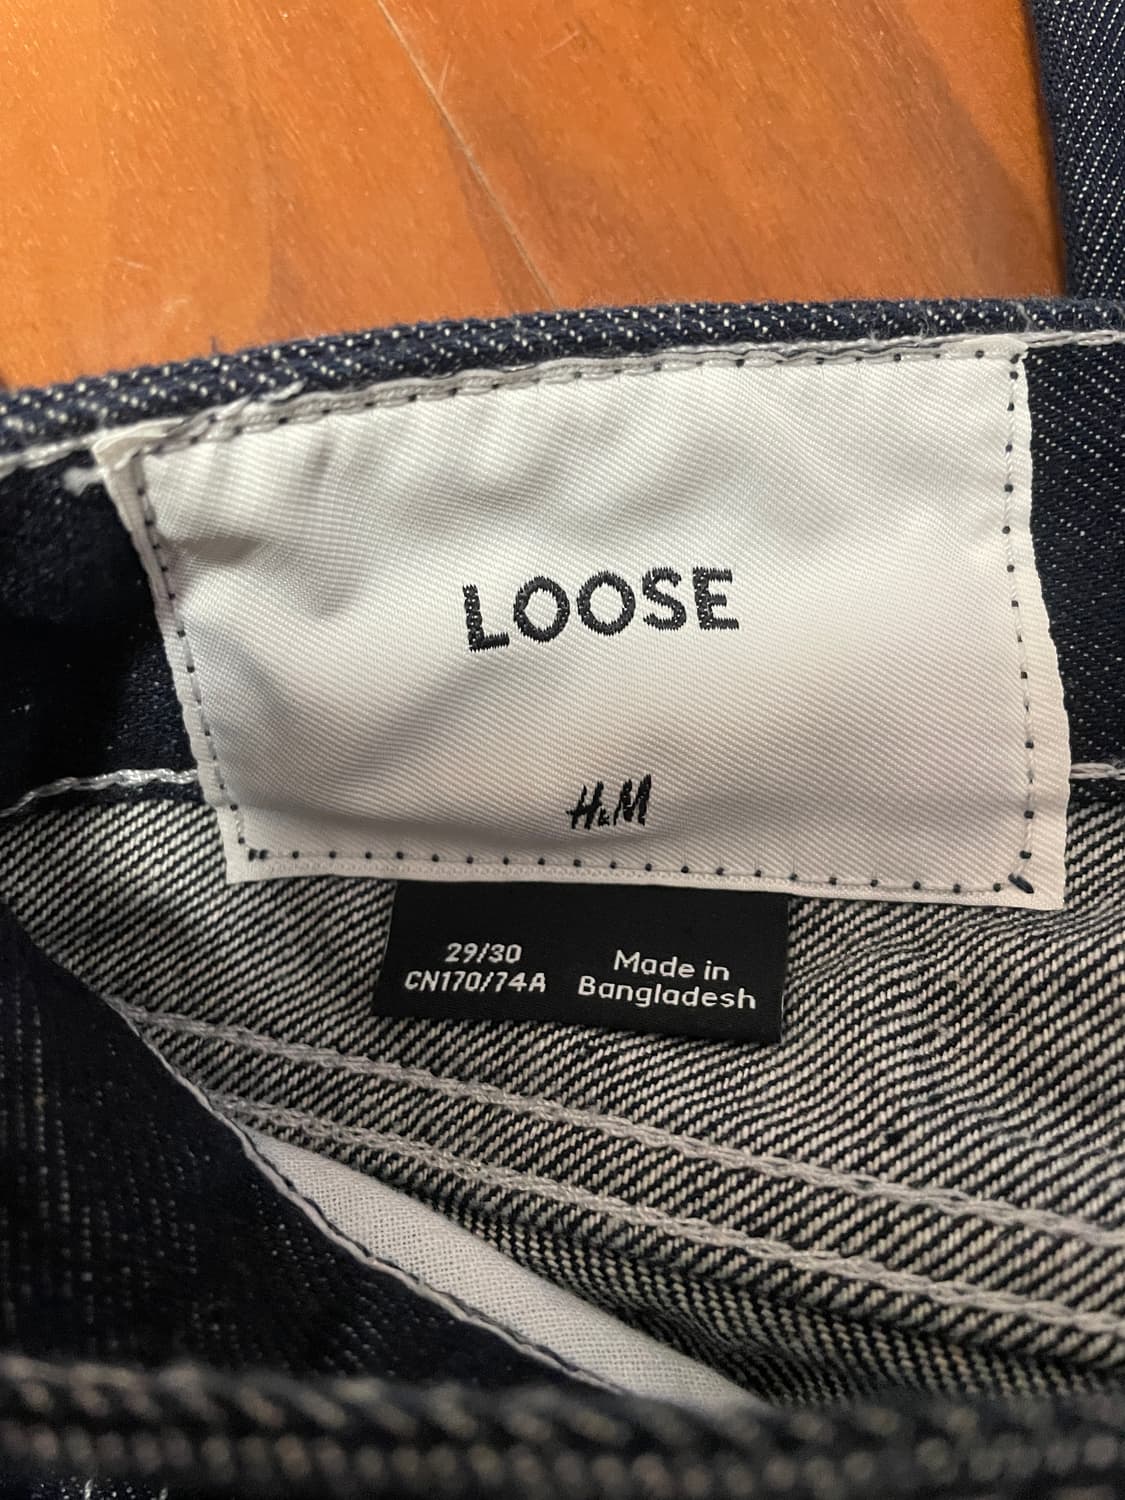 LOOSE
H&M
29/30
CN170/74A
Made in
Bangladesh